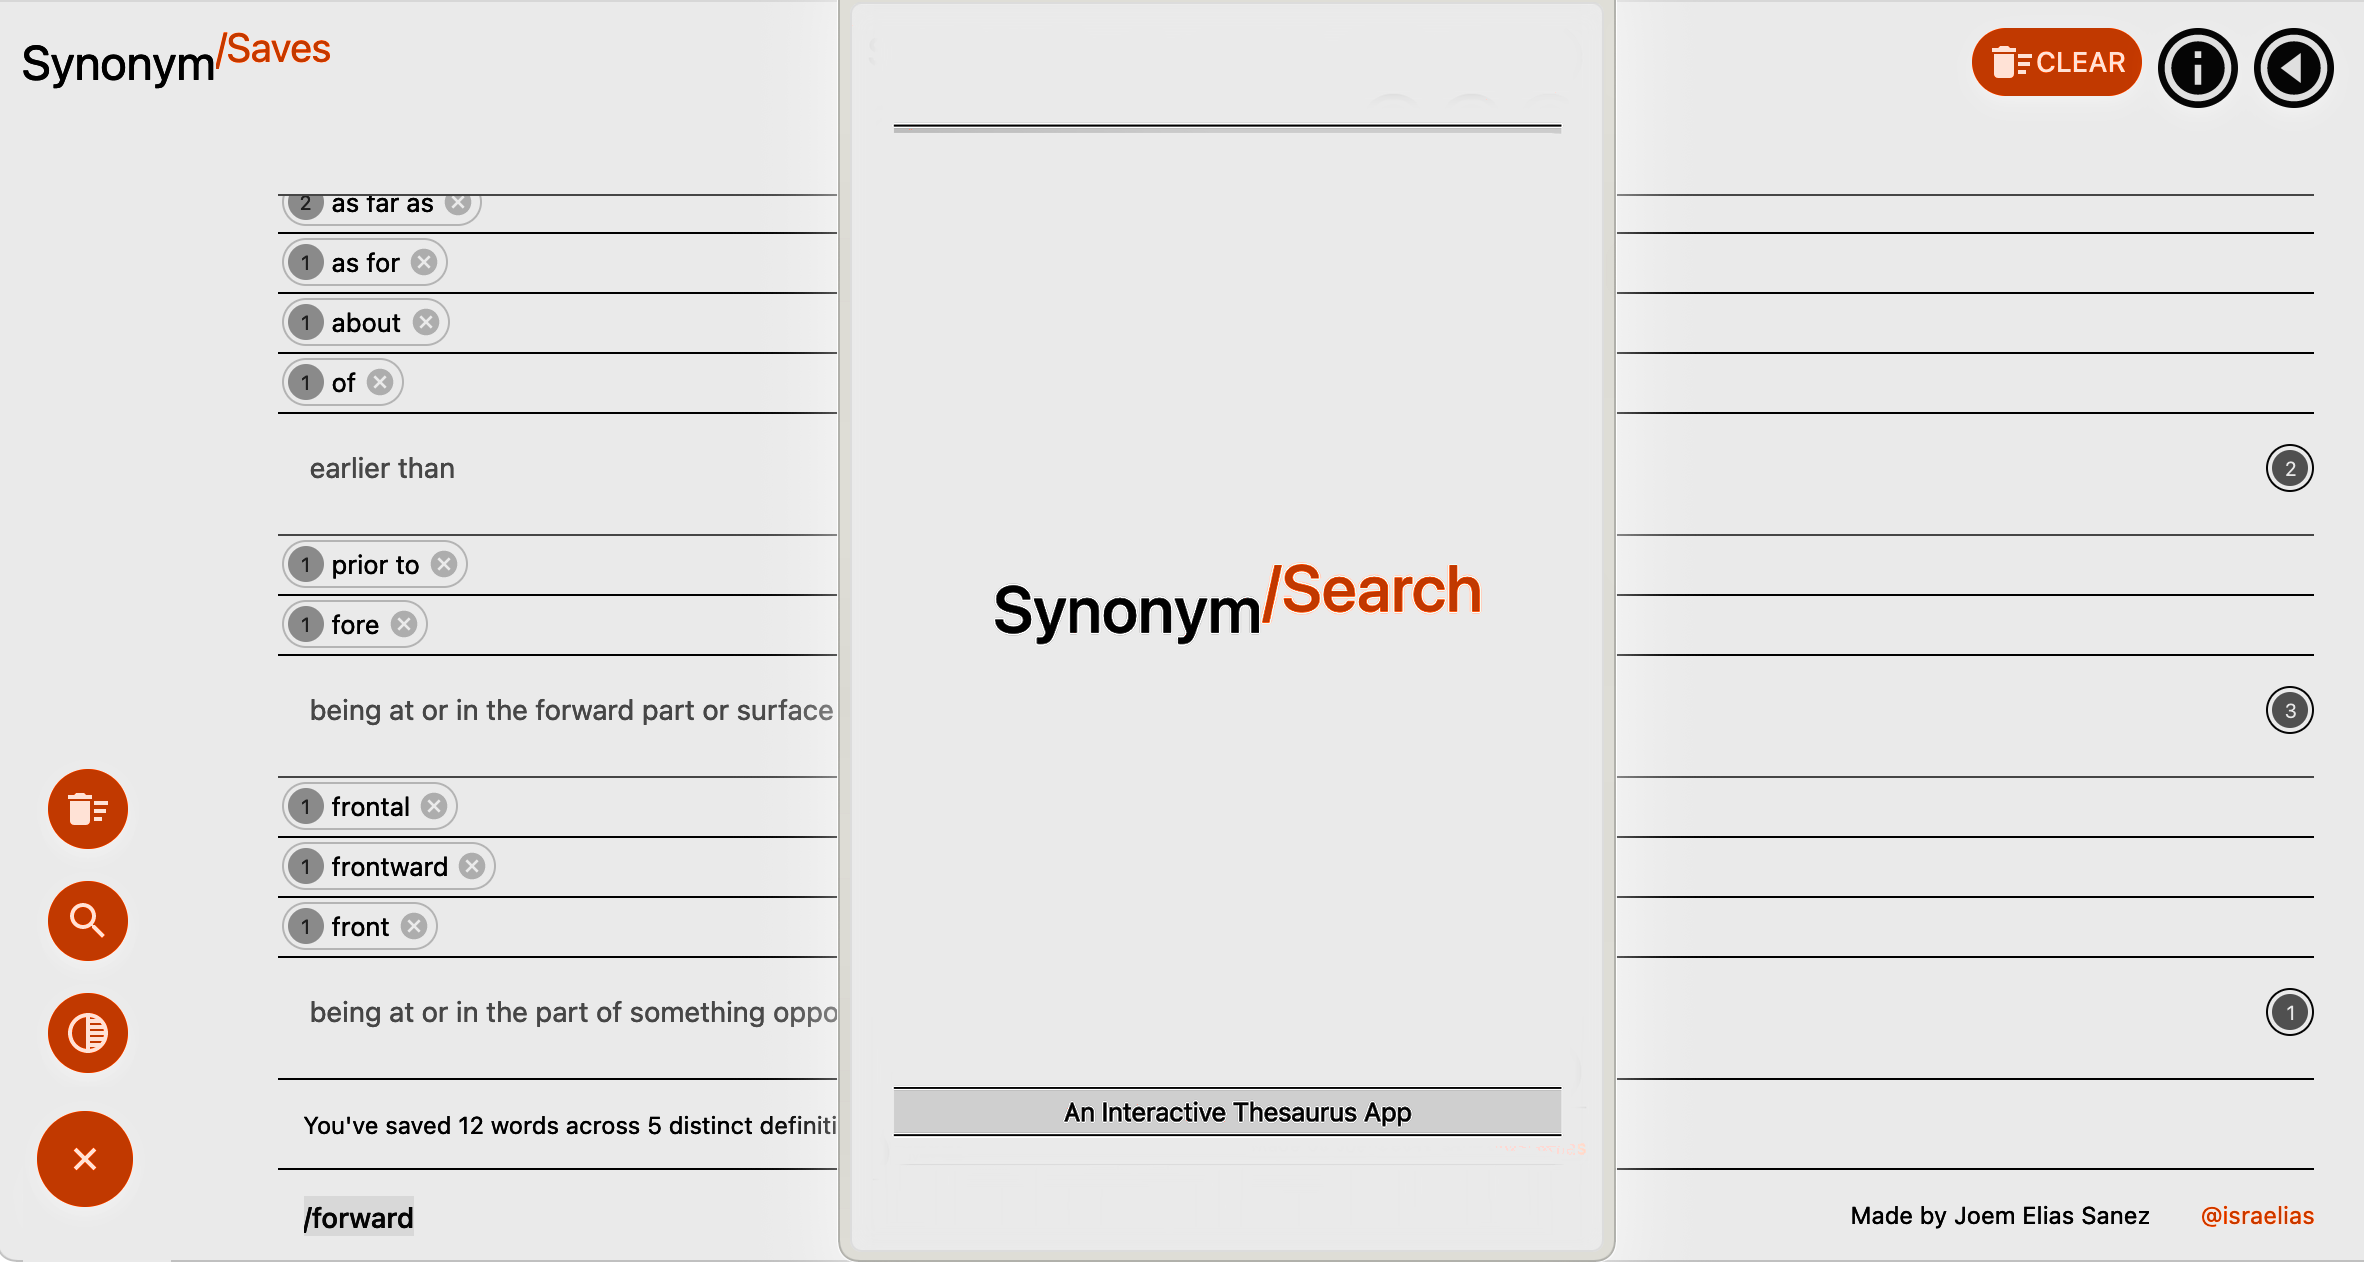 Synonym/Saves
CLEAR
2 as far as
1 as for
1 about
1 of
earlier than
2
1 prior to
1 fore
being at or in the forward part or surface
3
1 frontal
1 frontward
1 front
being at or in the part of something oppo
1
You've saved 12 words across 5 distinct definiti
/forward
Synonym/Search
An Interactive Thesaurus App
Made by Joem Elias Sanez @israelias